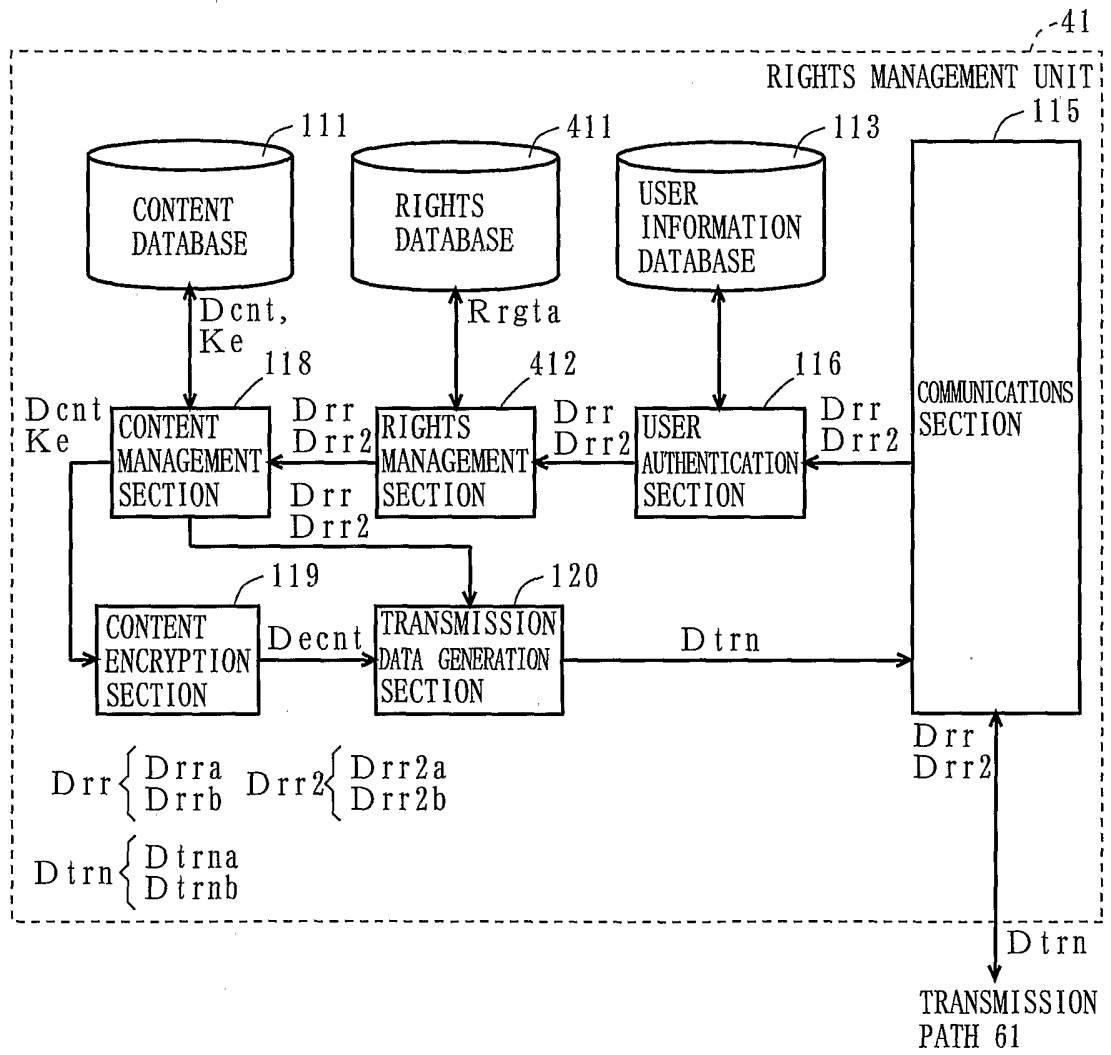 41
RIGHTS MANAGEMENT UNIT
111
411
113
115
CONTENT
DATABASE
RIGHTS
DATABASE
USER
INFORMATION
DATABASE
Dcnt,
Ke
Rrgta
118
412
116
Dcnt
Ke
CONTENT
MANAGEMENT
SECTION
Drr
Drr2
RIGHTS
MANAGEMENT
SECTION
Drr
Drr2
USER
AUTHENTICATION
SECTION
Drr
Drr2
COMMUNICATIONS
SECTION
Drr
Drr2
119
120
CONTENT
ENCRYPTION
SECTION
Decnt
TRANSMISSION
DATA GENERATION
SECTION
Dtrn
Drr
Drr2
Drr { Drra
Drrb
Drr2 { Drr2a
Drr2b
Dtrn { Dtrna
Dtrnb
Dtrn
TRANSMISSION
PATH 61